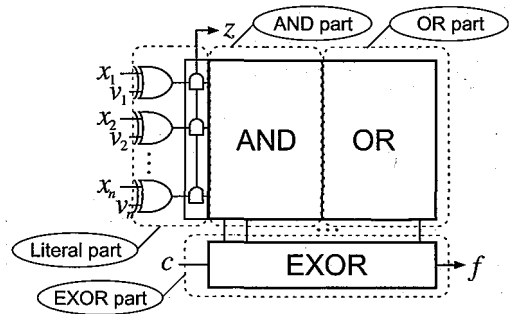 AND part
OR part
z
x1
v1
x2
v2
xn
vn
AND
OR
Literal part
c
EXOR
f
EXOR part